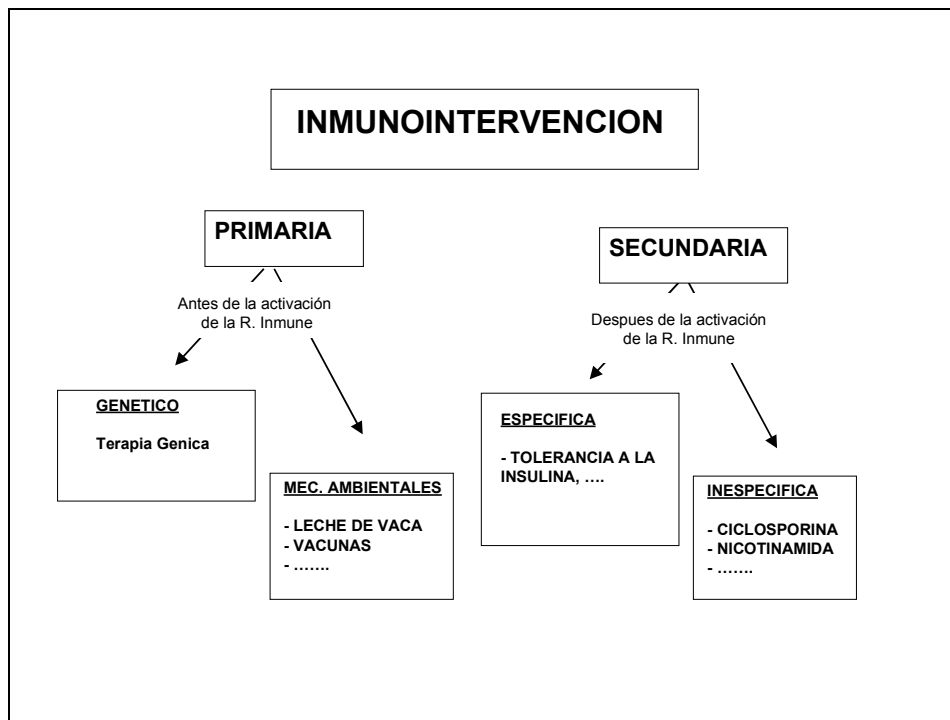 INMUNOINTERVENCION
PRIMARIA
Antes de la activación
de la R. Inmune
GENETICO
Terapia Genica
MEC. AMBIENTALES
- LECHE DE VACA
- VACUNAS
- .......
SECUNDARIA
Despues de la activación
de la R. Inmune
ESPECIFICA
- TOLERANCIA A LA
INSULINA, ….
INESPECIFICA
- CICLOSPORINA
- NICOTINAMIDA
- .......